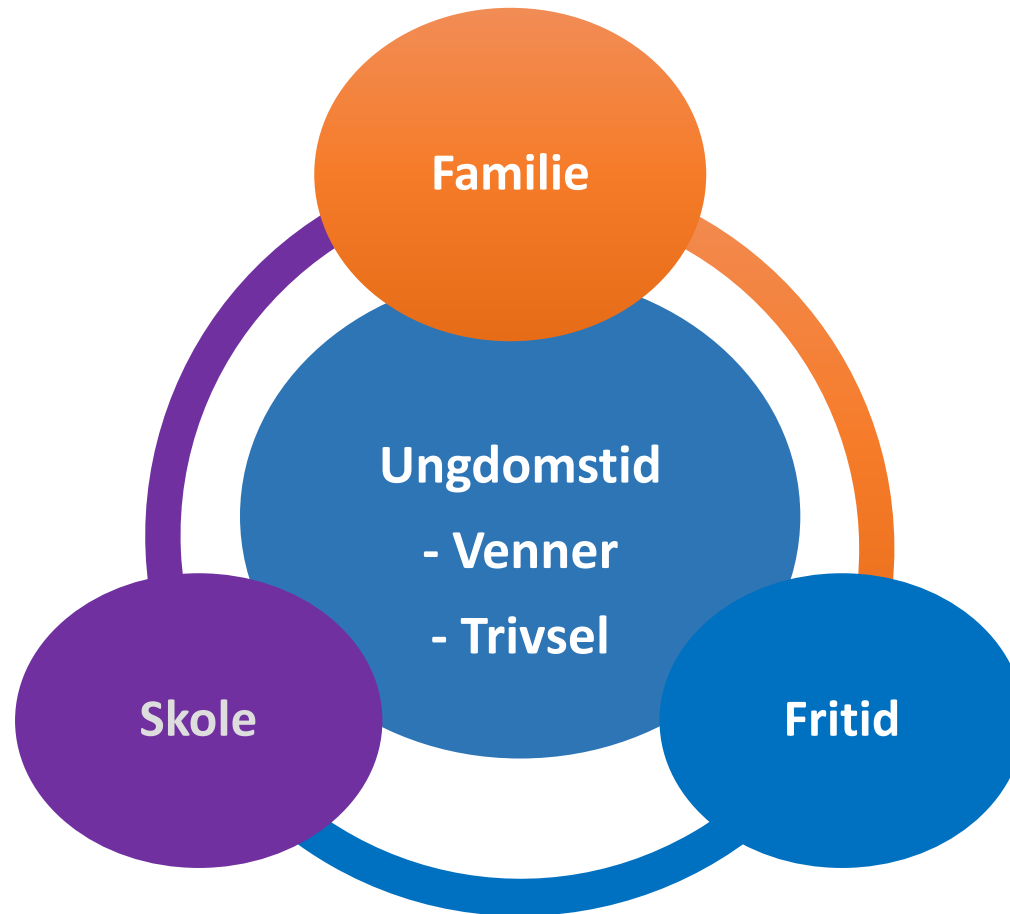 Familie
Ungdomstid
- Venner
- Trivsel
Skole
Fritid